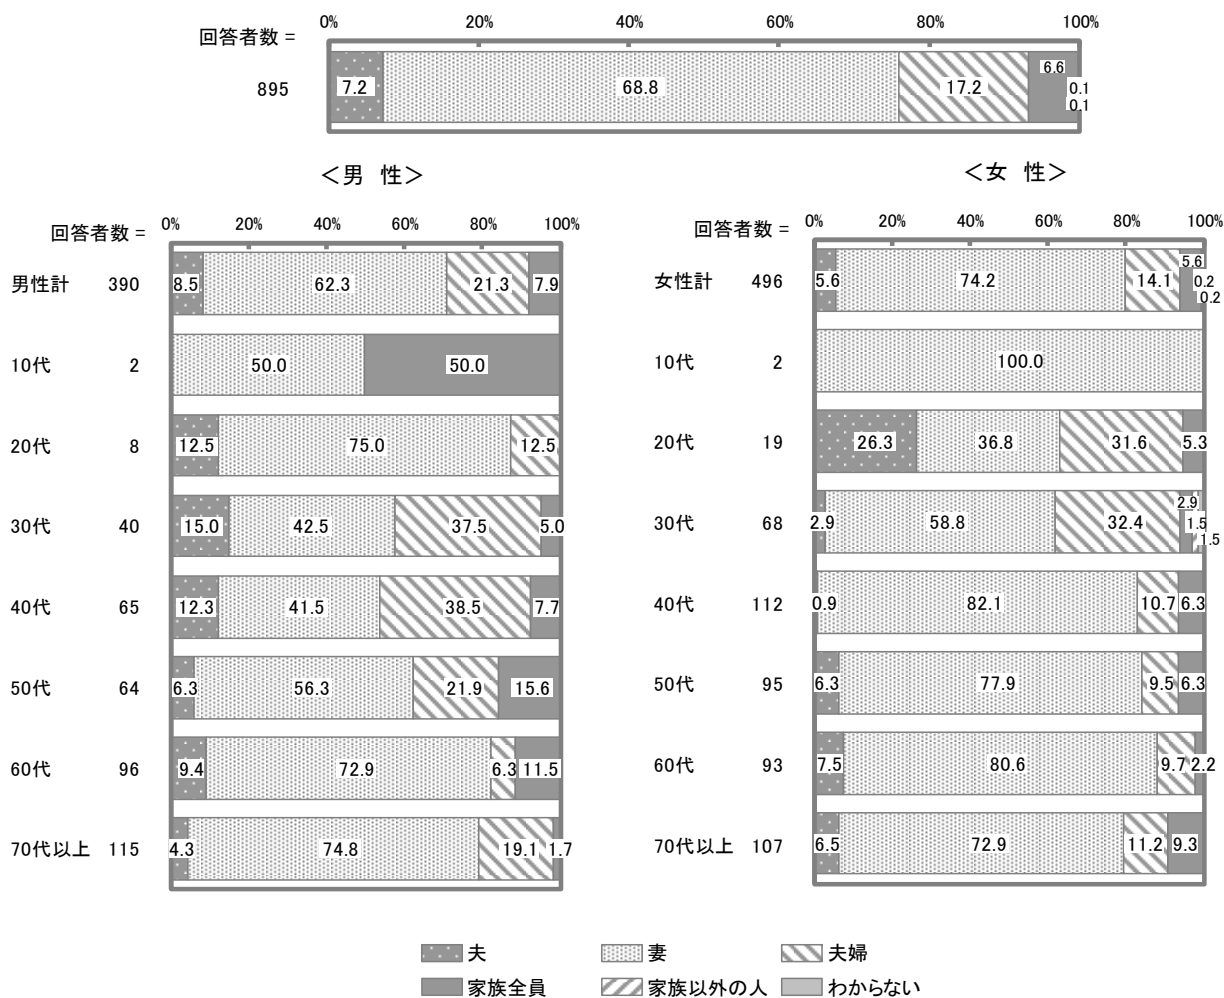 0% 20% 40% 60% 80% 100%
回答者数 =
895 7.2 68.8 17.2 6.6 0.1 0.1
＜男 性＞
0% 20% 40% 60% 80% 100%
回答者数 =
男性計 390 8.5 62.3 21.3 7.9
10代 2 50.0 50.0
20代 8 12.5 75.0 12.5
30代 40 15.0 42.5 37.5 5.0
40代 65 12.3 41.5 38.5 7.7
50代 64 6.3 56.3 21.9 15.6
60代 96 9.4 72.9 6.3 11.5
70代以上 115 4.3 74.8 19.1 1.7
＜女 性＞
0% 20% 40% 60% 80% 100%
回答者数 =
女性計 496 5.6 74.2 14.1 5.6 0.2 0.2
10代 2 100.0
20代 19 26.3 36.8 31.6 5.3
30代 68 2.9 58.8 32.4 2.9 1.5 1.5
40代 112 0.9 82.1 10.7 6.3
50代 95 6.3 77.9 9.5 6.3
60代 93 7.5 80.6 9.7 2.2
70代以上 107 6.5 72.9 11.2 9.3
夫 妻 夫婦
家族全員 家族以外の人 わからない